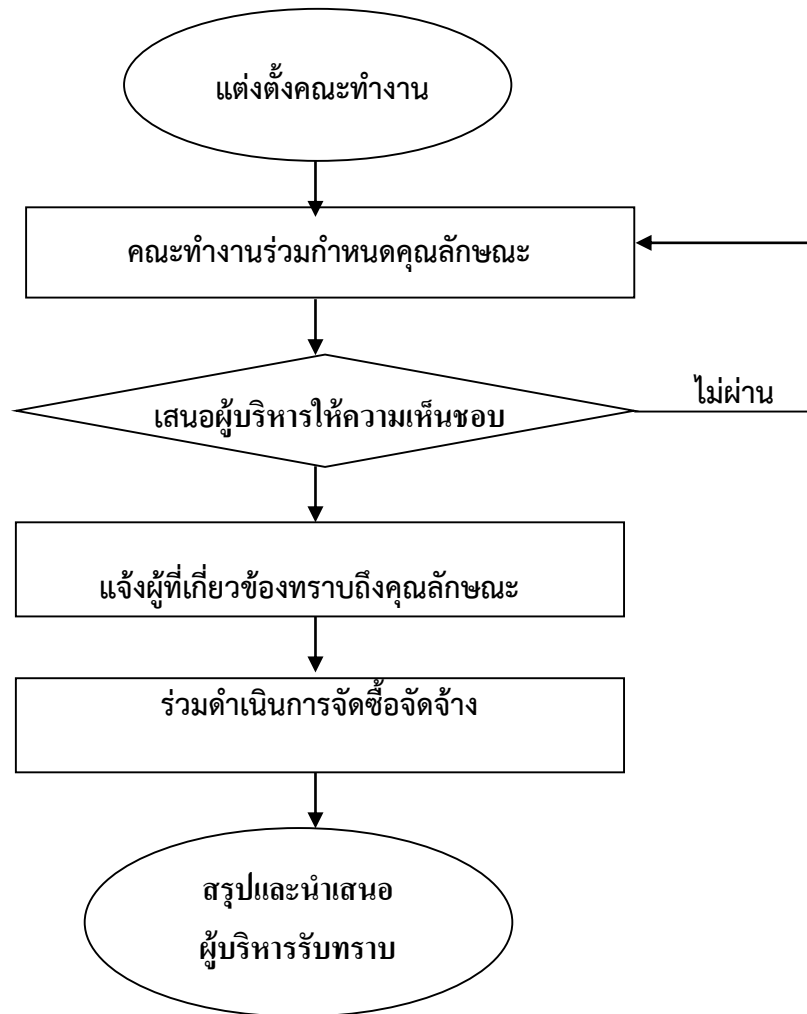 แต่งตั้งคณะทำงาน
คณะทำงานร่วมกำหนดคุณลักษณะ
ไม่ผ่าน
เสนอผู้บริหารให้ความเห็นชอบ
แจ้งผู้ที่เกี่ยวข้องทราบถึงคุณลักษณะ
ร่วมดำเนินการจัดซื้อจัดจ้าง
สรุปและนำเสนอ
ผู้บริหารรับทราบ